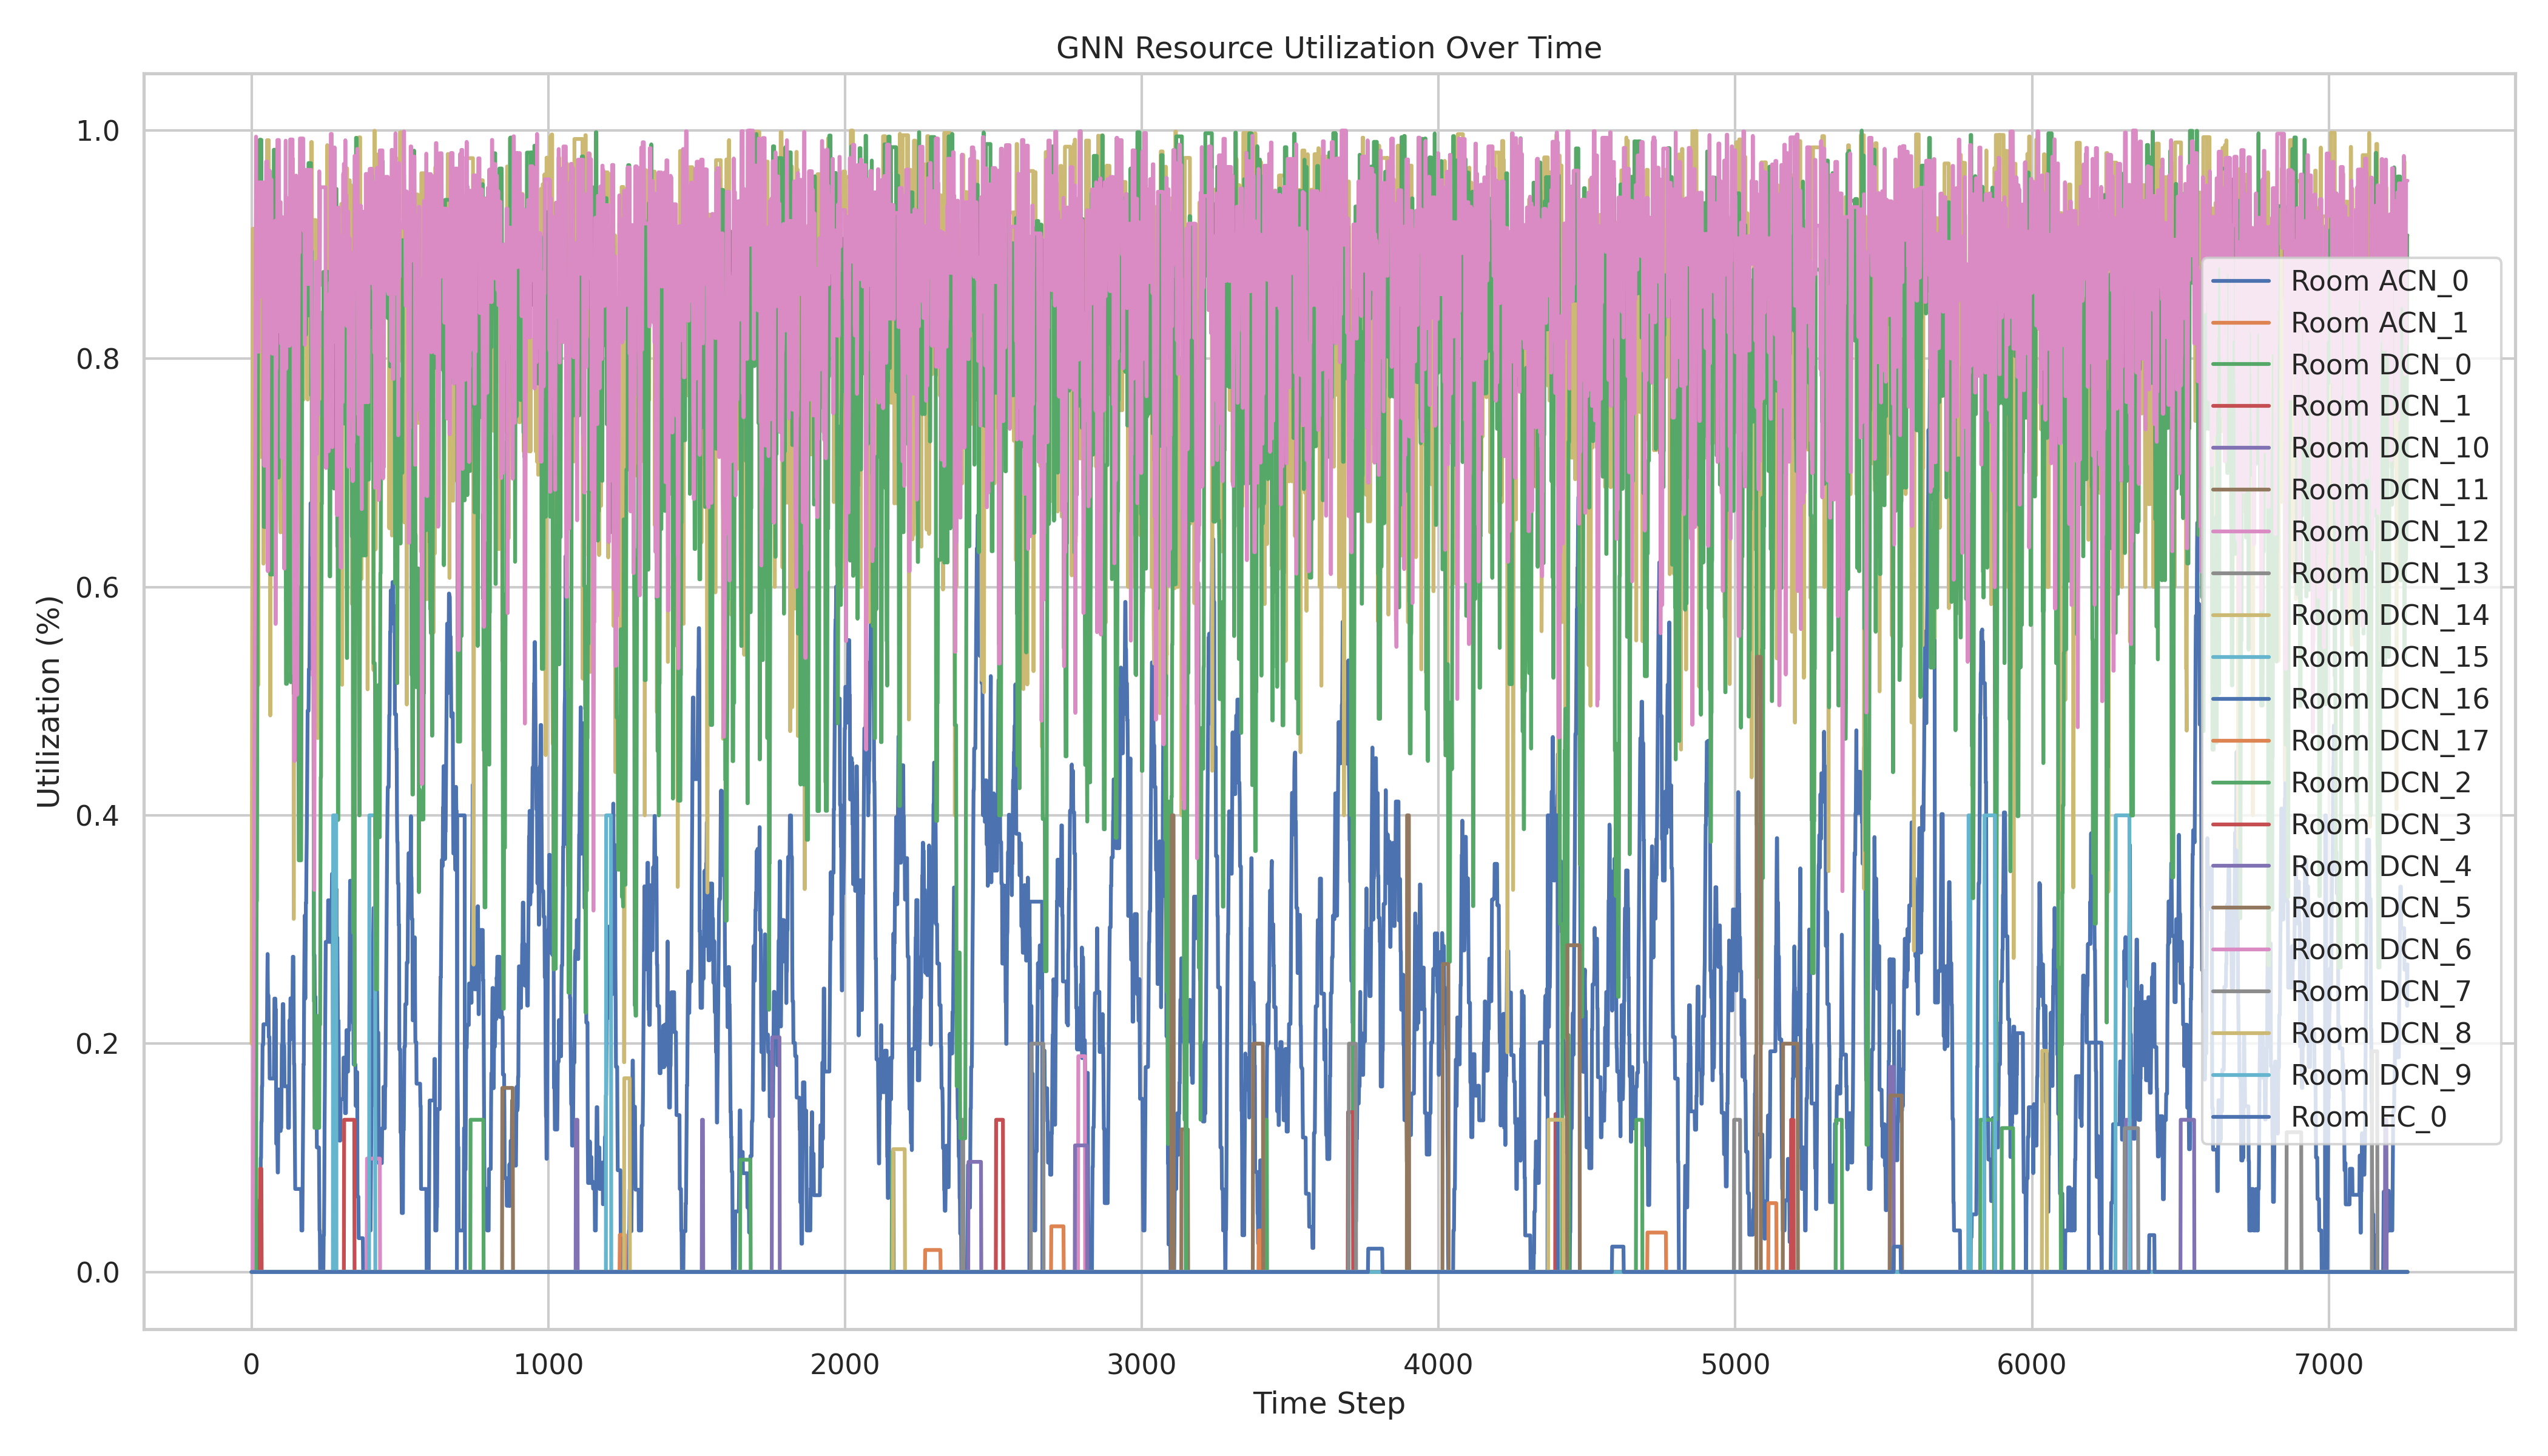 GNN Resource Utilization Over Time
Utilization (%)
1.0
0.8
0.6
0.4
0.2
0.0
0 1000 2000 3000 4000 5000 6000 7000
Time Step
Room ACN_0
Room ACN_1
Room DCN_0
Room DCN_1
Room DCN_10
Room DCN_11
Room DCN_12
Room DCN_13
Room DCN_14
Room DCN_15
Room DCN_16
Room DCN_17
Room DCN_2
Room DCN_3
Room DCN_4
Room DCN_5
Room DCN_6
Room DCN_7
Room DCN_8
Room DCN_9
Room EC_0